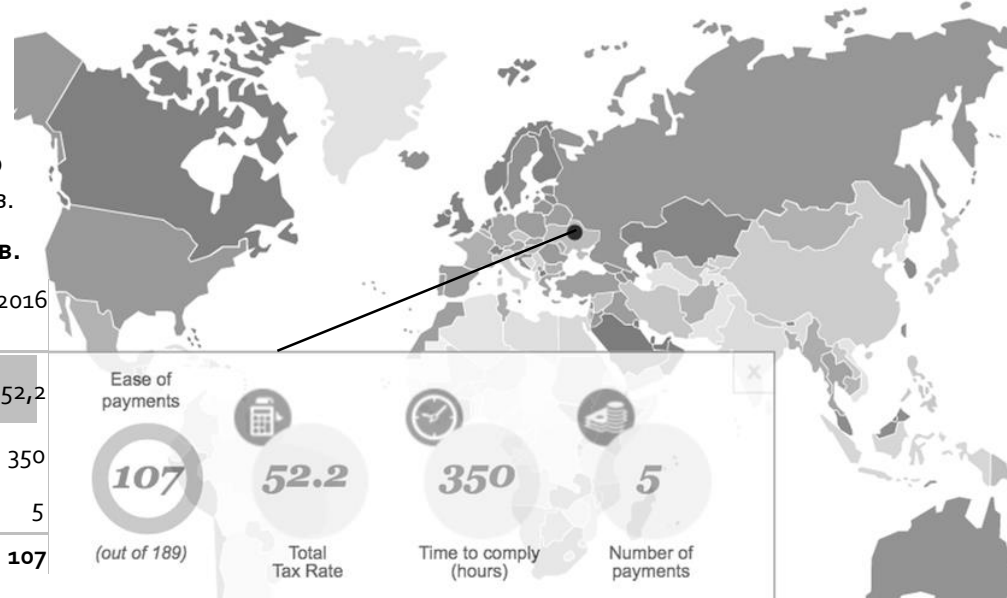 в.
в.
2016
52,2
350
5
107
Ease of
payments
107
(out of 189)
52.2
Total
Tax Rate
350
Time to comply
(hours)
5
Number of
payments
X